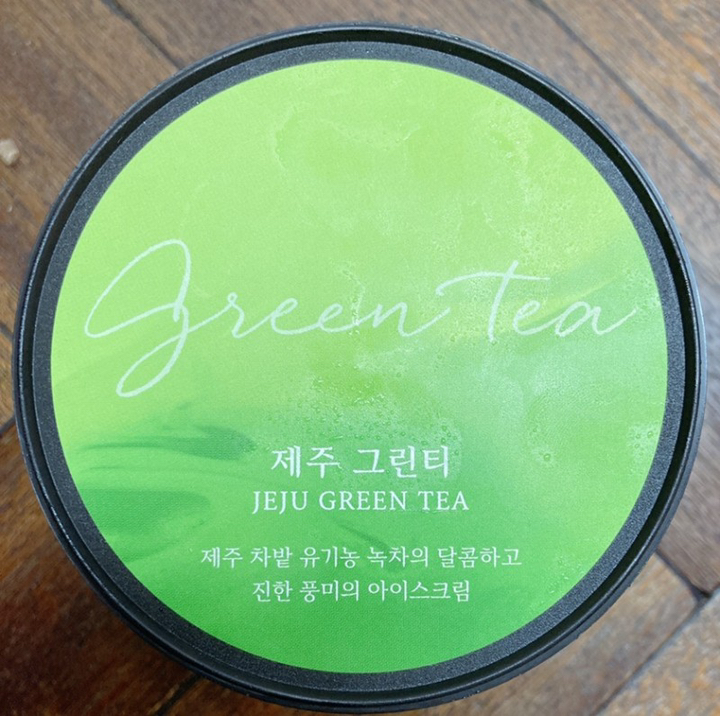 Green tea
제주 그린티
JEJU GREEN TEA
제주 차밭 유기농 녹차의 달콤하고
진한 풍미의 아이스크림